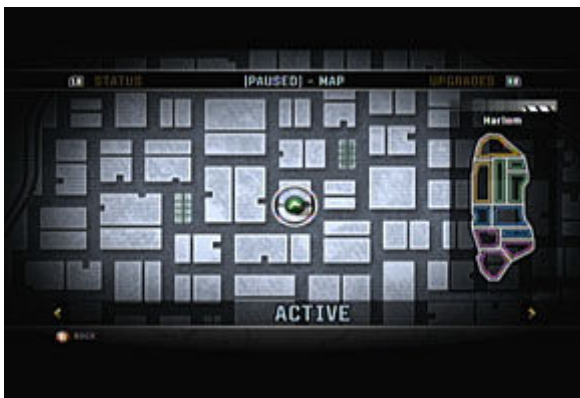 STATUS
[PAUSED] - MAP
UPGRADES
Harlem
ACTIVE
BACK